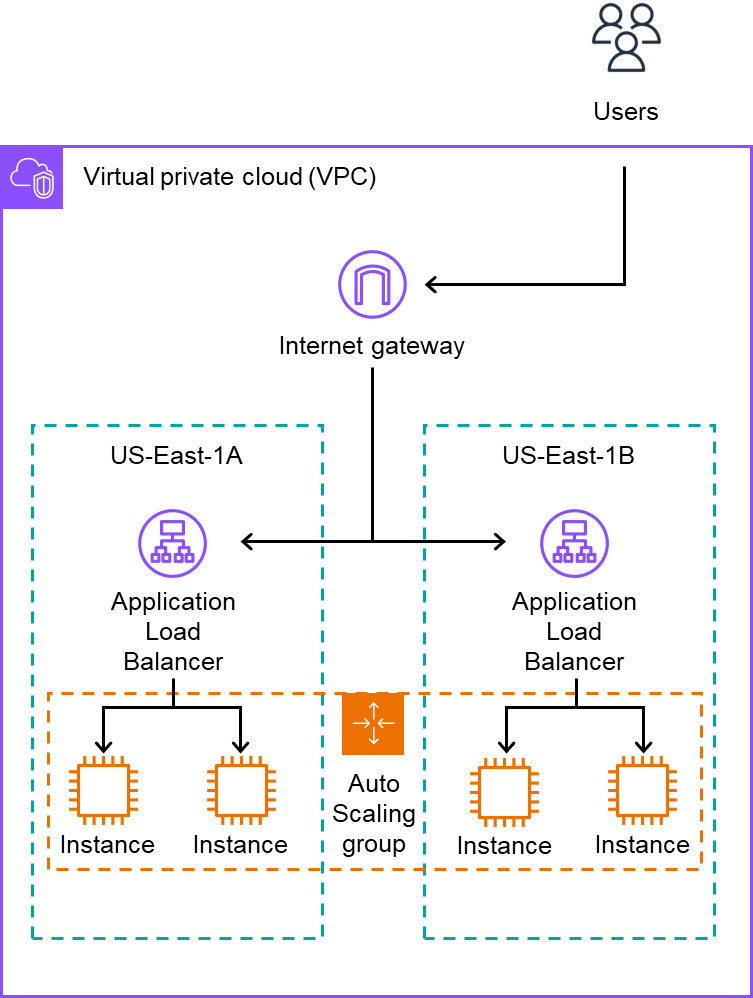 Users
Virtual private cloud (VPC)
Internet gateway
US-East-1A
US-East-1B
Application
Load
Balancer
Application
Load
Balancer
Auto
Scaling
group
Instance
Instance
Instance
Instance